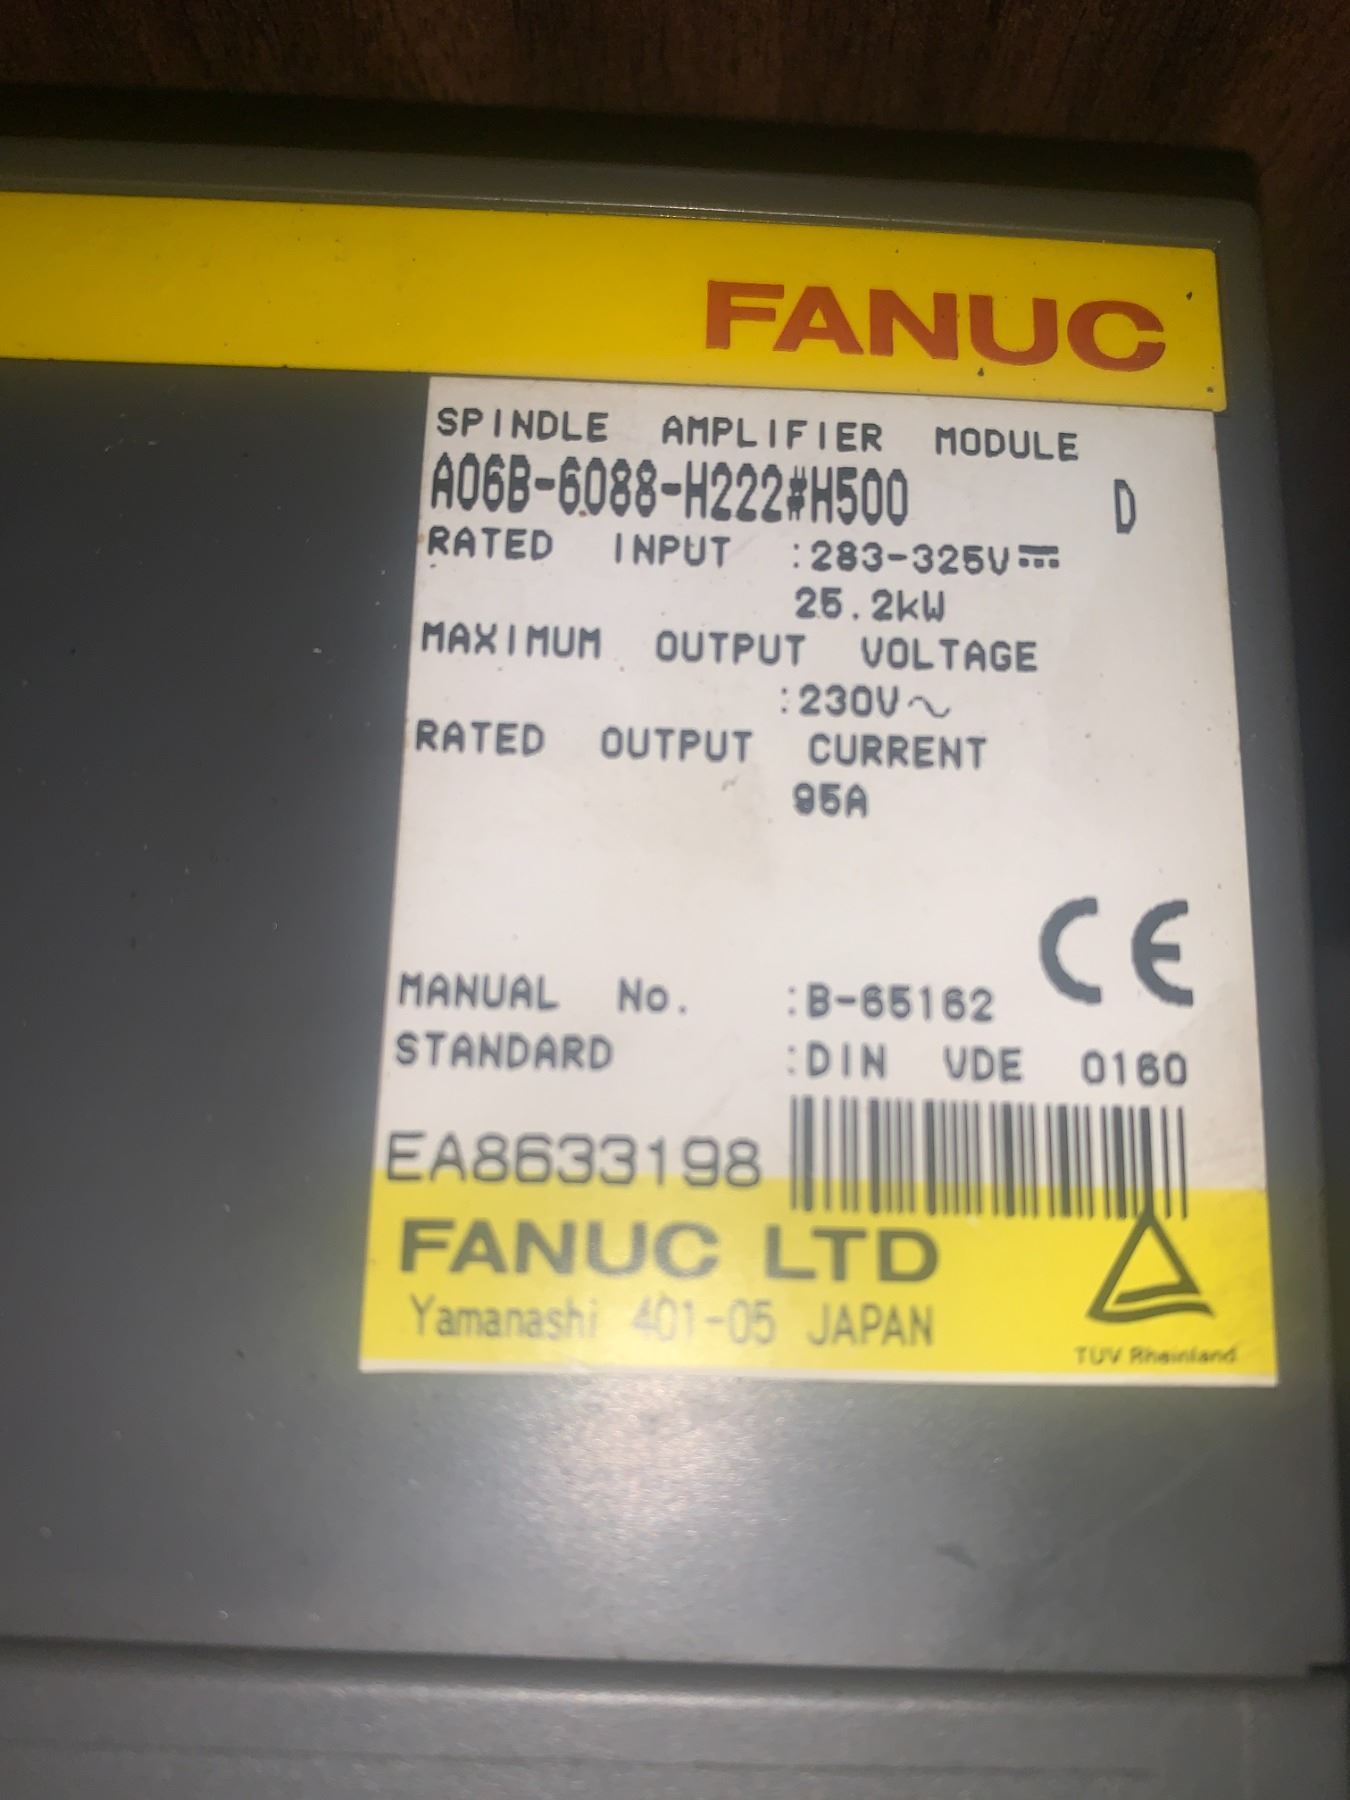 FANUC
SPINDLE AMPLIFIER MODULE
A06B-6088-H222#H500 D
RATED INPUT :283-325V⎓
25.2kW
MAXIMUM OUTPUT VOLTAGE
:230V~
RATED OUTPUT CURRENT
95A
CE
MANUAL No. :B-65162
STANDARD :DIN VDE 0160
EA8633198
FANUC LTD
Yamanashi 401-05 JAPAN
TUV Rheinland